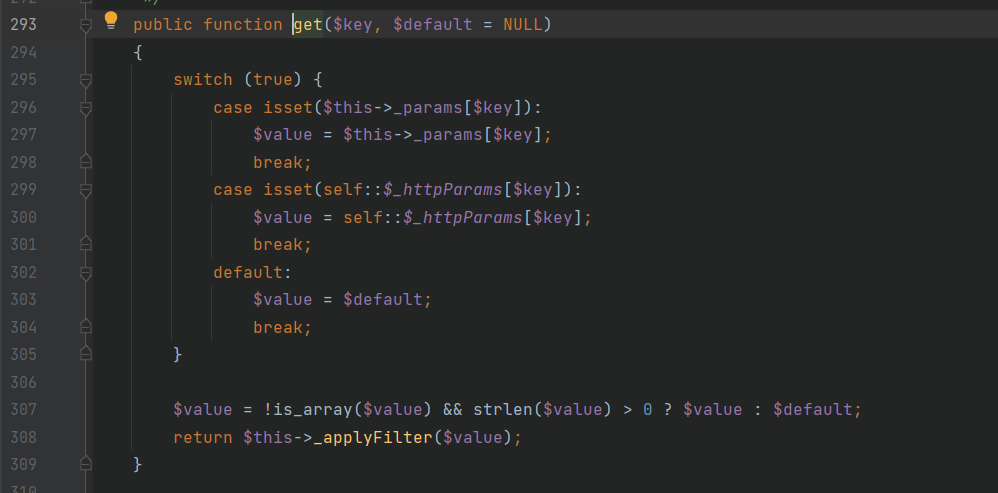 292 */
293 public function get($key, $default = NULL)
294 {
295 switch (true) {
296 case isset($this->_params[$key]):
297 $value = $this->_params[$key];
298 break;
299 case isset(self::$_httpParams[$key]):
300 $value = self::$_httpParams[$key];
301 break;
302 default:
303 $value = $default;
304 break;
305 }
306
307 $value = !is_array($value) && strlen($value) > 0 ? $value : $default;
308 return $this->_applyFilter($value);
309 }
310